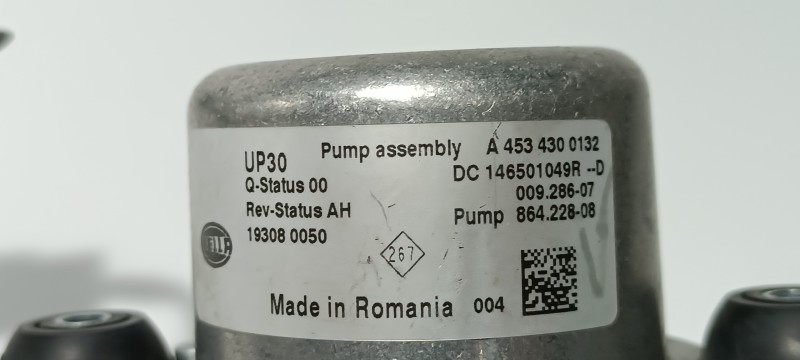 UP30 Pump assembly A 453 430 0132
Q-Status 00 DC 146501049R --D
009.286-07
Rev-Status AH Pump 864.228-08
19308 0050
HELLA
267
Made in Romania 004